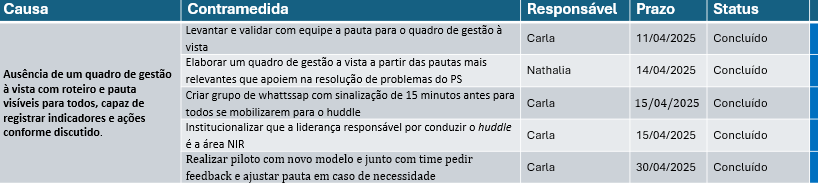 Causa Contramedida Responsável Prazo Status
Ausência de um quadro de gestão
à vista com roteiro e pauta
visíveis para todos, capaz de
registrar indicadores e ações
conforme discutido.
Levantar e validar com equipe a pauta para o quadro de gestão à
vista
Carla 11/04/2025 Concluído
Elaborar um quadro de gestão a vista a partir das pautas mais
relevantes que apoiem na resolução de problemas do PS
Nathalia 14/04/2025 Concluído
Criar grupo de whattssap com sinalização de 15 minutos antes para
todos se mobilizarem para o huddle
Carla 15/04/2025 Concluído
Institucionalizar que a liderança responsável por conduzir o huddle
é a área NIR
Carla 15/04/2025 Concluído
Realizar piloto com novo modelo e junto com time pedir
feedback e ajustar pauta em caso de necessidade
Carla 30/04/2025 Concluído